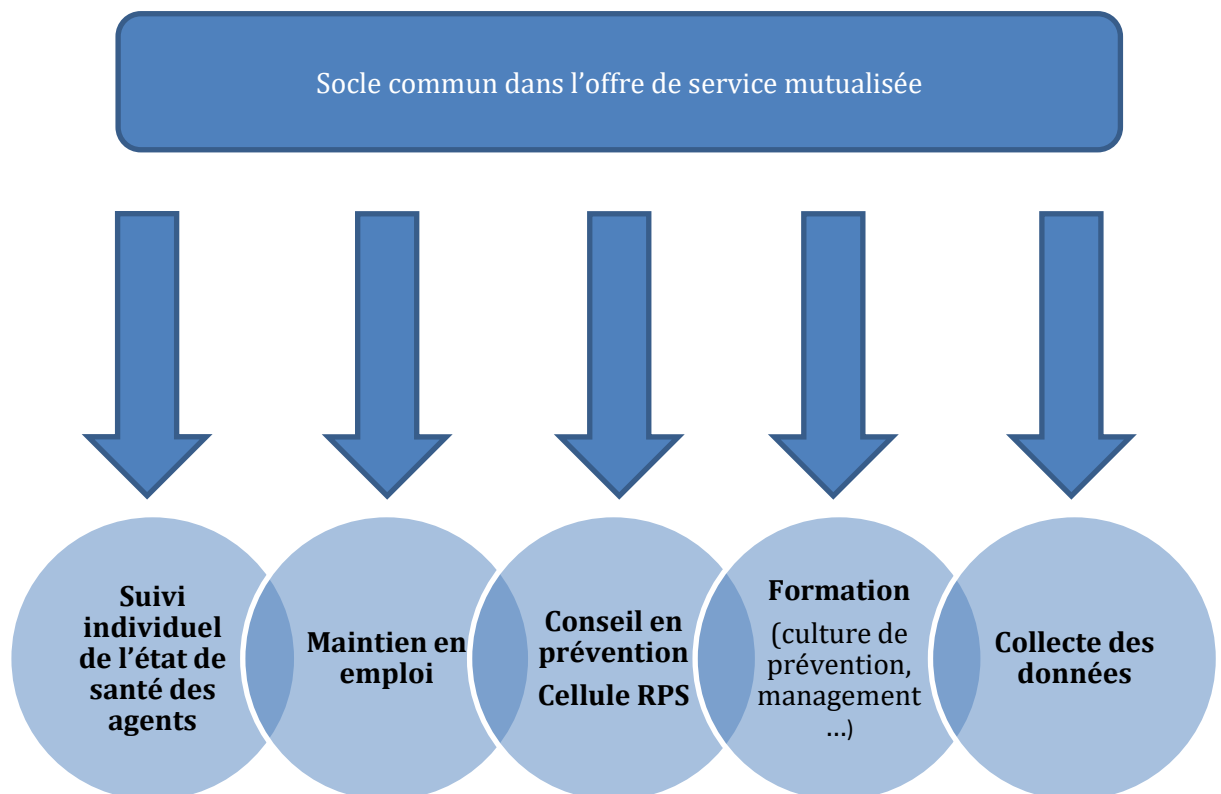 Socle commun dans l’offre de service mutualisée
Suivi
individuel
de l’état de
santé des
agents
Maintien en
emploi
Conseil en
prévention
Cellule RPS
Formation
(culture de
prévention,
management
…)
Collecte des
données